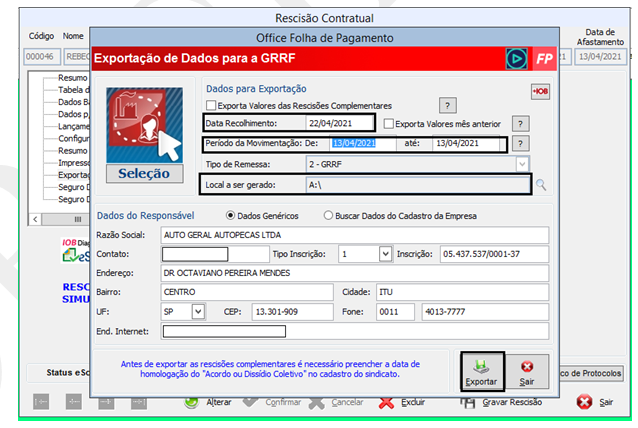 Rescisão Contratual
Código Nome
Data de
Afastamento
000046 REBEC
13/04/2021
Office Folha de Pagamento
Exportação de Dados para a GRRF
FP
Resumo
Tabela d
Dados B
Dados p
Lançame
Configur
Resumo
Impress
Exporta
Seguro D
Seguro D
IOB Diag
eS
RESC
SIMU
Status eSo
Seleção
Dados para Exportação
Exporta Valores das Rescisões Complementares ?
IOB
Data Recolhimento: 22/04/2021 Exporta Valores mês anterior ?
Período da Movimentação: De: 13/04/2021 até: 13/04/2021 ?
Tipo de Remessa: 2 - GRRF
Local a ser gerado: A:\
Dados do Responsável Dados Genéricos Buscar Dados do Cadastro da Empresa
Razão Social: AUTO GERAL AUTOPECAS LTDA
Contato: Tipo Inscrição: 1 Inscrição: 05.437.537/0001-37
Endereço: DR OCTAVIANO PEREIRA MENDES
Bairro: CENTRO Cidade: ITU
UF: SP CEP: 13.301-909 Fone: 0011 4013-7777
End. Internet:
Antes de exportar as rescisões complementares é necessário preencher a data de
homologação do "Acordo ou Dissídio Coletivo" no cadastro do sindicato.
Exportar Sair
co de Protocolos
Alterar Confirmar Cancelar Excluir Gravar Rescisão Sair